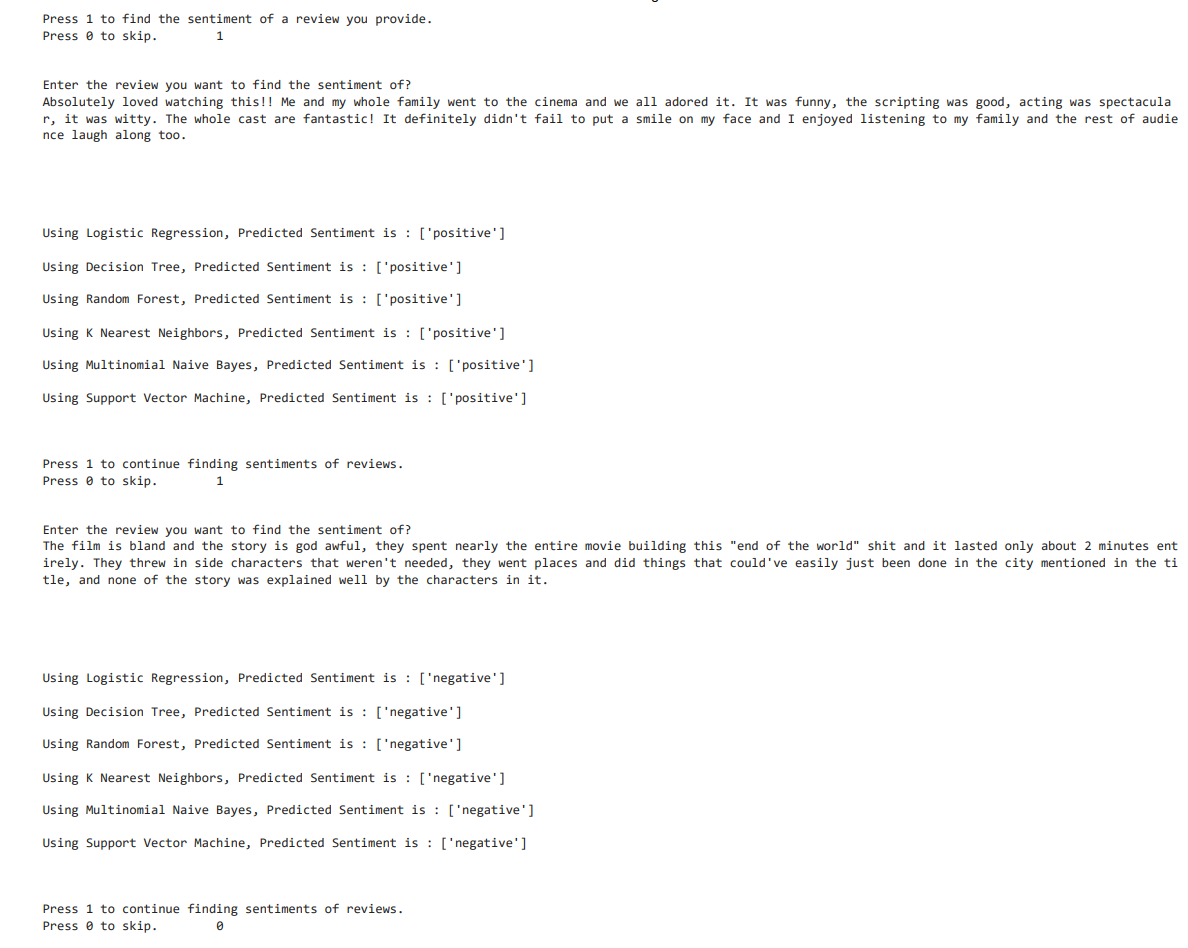 Press 1 to find the sentiment of a review you provide.
Press 0 to skip.        1
Enter the review you want to find the sentiment of?
Absolutely loved watching this!! Me and my whole family went to the cinema and we all adored it. It was funny, the scripting was good, acting was spectacula
r, it was witty. The whole cast are fantastic! It definitely didn't fail to put a smile on my face and I enjoyed listening to my family and the rest of audie
nce laugh along too.
Using Logistic Regression, Predicted Sentiment is : ['positive']
Using Decision Tree, Predicted Sentiment is : ['positive']
Using Random Forest, Predicted Sentiment is : ['positive']
Using K Nearest Neighbors, Predicted Sentiment is : ['positive']
Using Multinomial Naive Bayes, Predicted Sentiment is : ['positive']
Using Support Vector Machine, Predicted Sentiment is : ['positive']
Press 1 to continue finding sentiments of reviews.
Press 0 to skip.        1
Enter the review you want to find the sentiment of?
The film is bland and the story is god awful, they spent nearly the entire movie building this "end of the world" shit and it lasted only about 2 minutes ent
irely. They threw in side characters that weren't needed, they went places and did things that could've easily just been done in the city mentioned in the ti
tle, and none of the story was explained well by the characters in it.
Using Logistic Regression, Predicted Sentiment is : ['negative']
Using Decision Tree, Predicted Sentiment is : ['negative']
Using Random Forest, Predicted Sentiment is : ['negative']
Using K Nearest Neighbors, Predicted Sentiment is : ['negative']
Using Multinomial Naive Bayes, Predicted Sentiment is : ['negative']
Using Support Vector Machine, Predicted Sentiment is : ['negative']
Press 1 to continue finding sentiments of reviews.
Press 0 to skip.        0